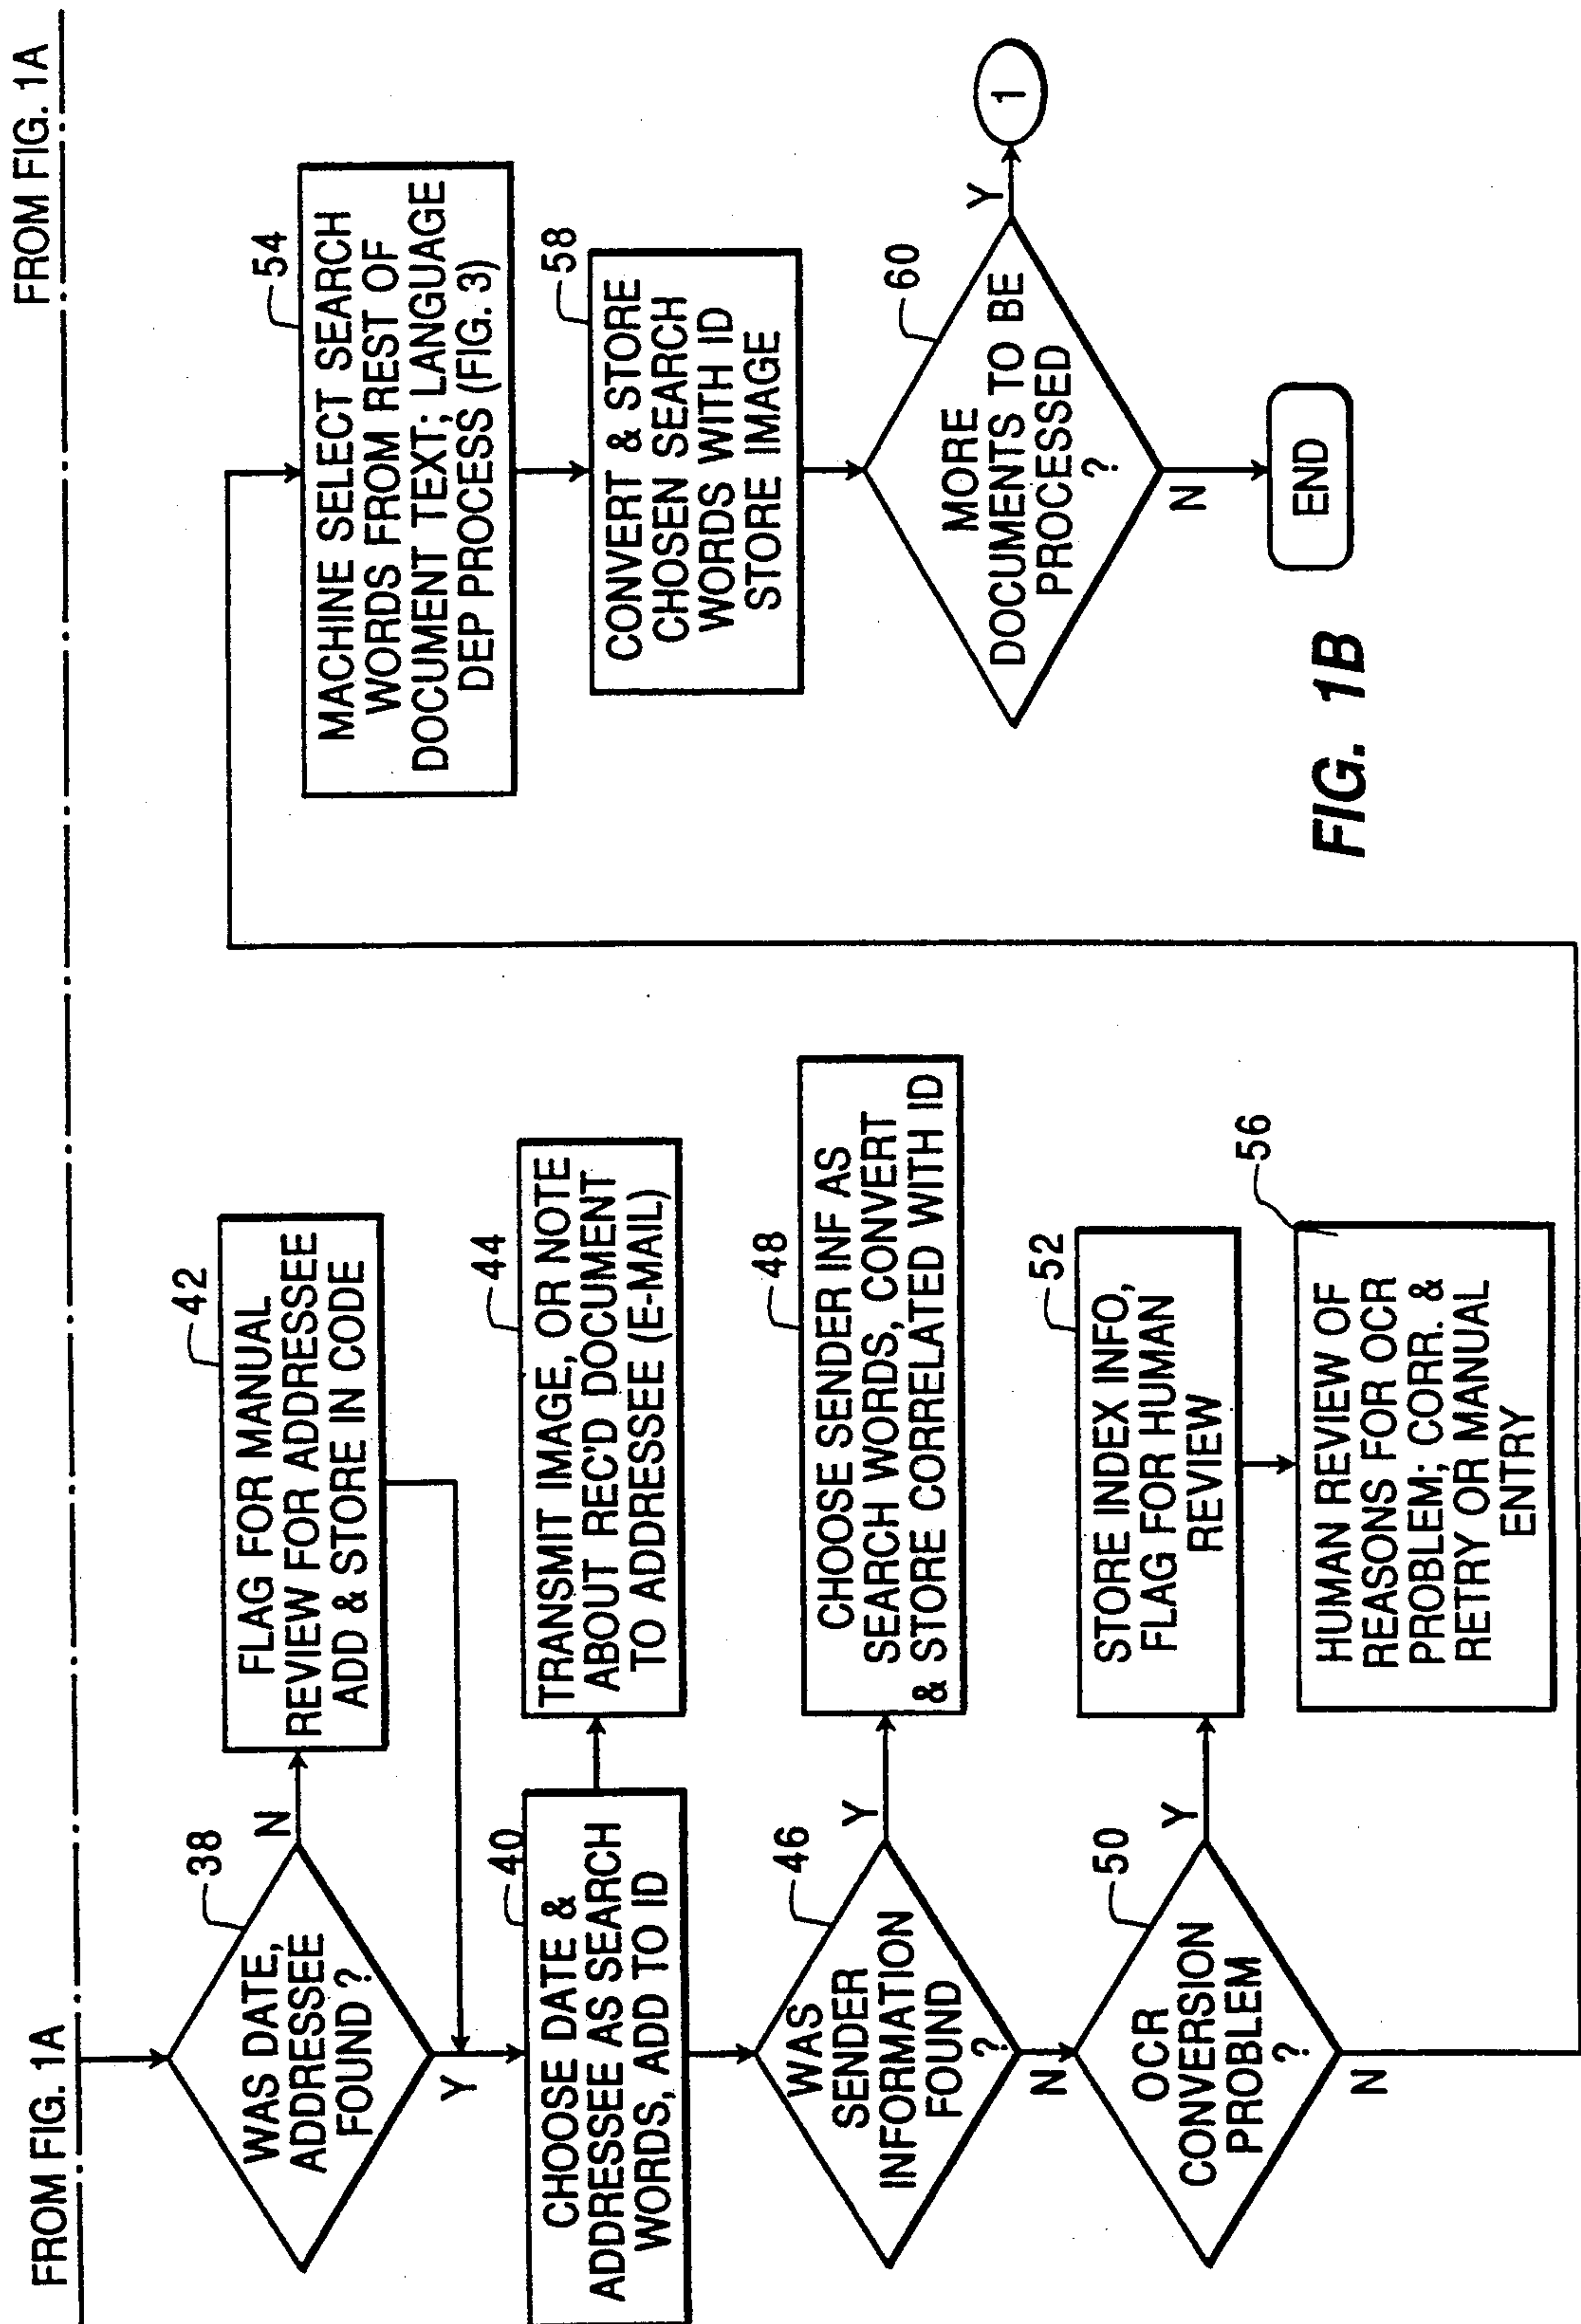 FROM FIG. 1A
38
WAS DATE,
ADDRESSEE
FOUND ?
N
Y
42
FLAG FOR MANUAL
REVIEW FOR ADDRESSEE
ADD & STORE IN CODE
40
CHOOSE DATE &
ADDRESSEE AS SEARCH
WORDS, ADD TO ID
44
TRANSMIT IMAGE, OR NOTE
ABOUT REC'D DOCUMENT
TO ADDRESSEE (E-MAIL)
46
WAS
SENDER
INFORMATION
FOUND
?
Y
N
48
CHOOSE SENDER INF AS
SEARCH WORDS, CONVERT
& STORE CORRELATED WITH ID
50
OCR
CONVERSION
PROBLEM
?
Y
N
52
STORE INDEX INFO,
FLAG FOR HUMAN
REVIEW
56
HUMAN REVIEW OF
REASONS FOR OCR
PROBLEM; CORR. &
RETRY OR MANUAL
ENTRY
FROM FIG. 1A
54
MACHINE SELECT SEARCH
WORDS FROM REST OF
DOCUMENT TEXT; LANGUAGE
DEP PROCESS (FIG. 3)
58
CONVERT & STORE
CHOSEN SEARCH
WORDS WITH ID
STORE IMAGE
60
MORE
DOCUMENTS TO BE
PROCESSED
?
Y
1
N
END
FIG. 1B